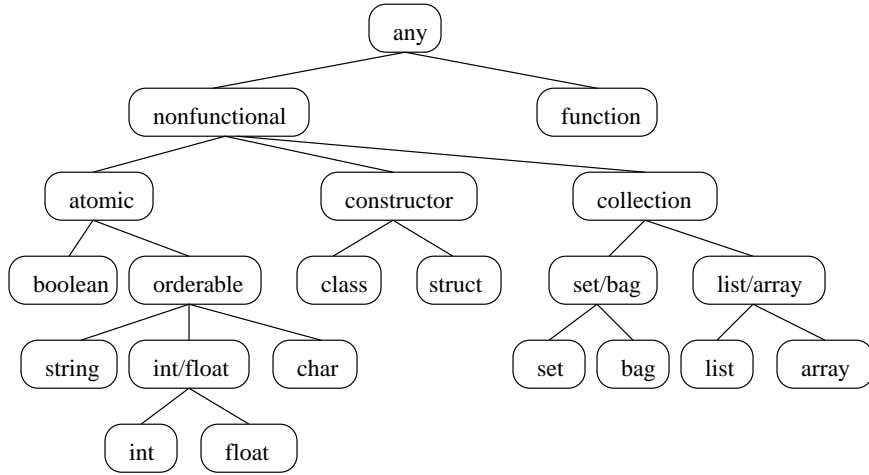 any
nonfunctional
function
atomic
constructor
collection
boolean
orderable
class
struct
set/bag
list/array
string
int/float
char
set
bag
list
array
int
float